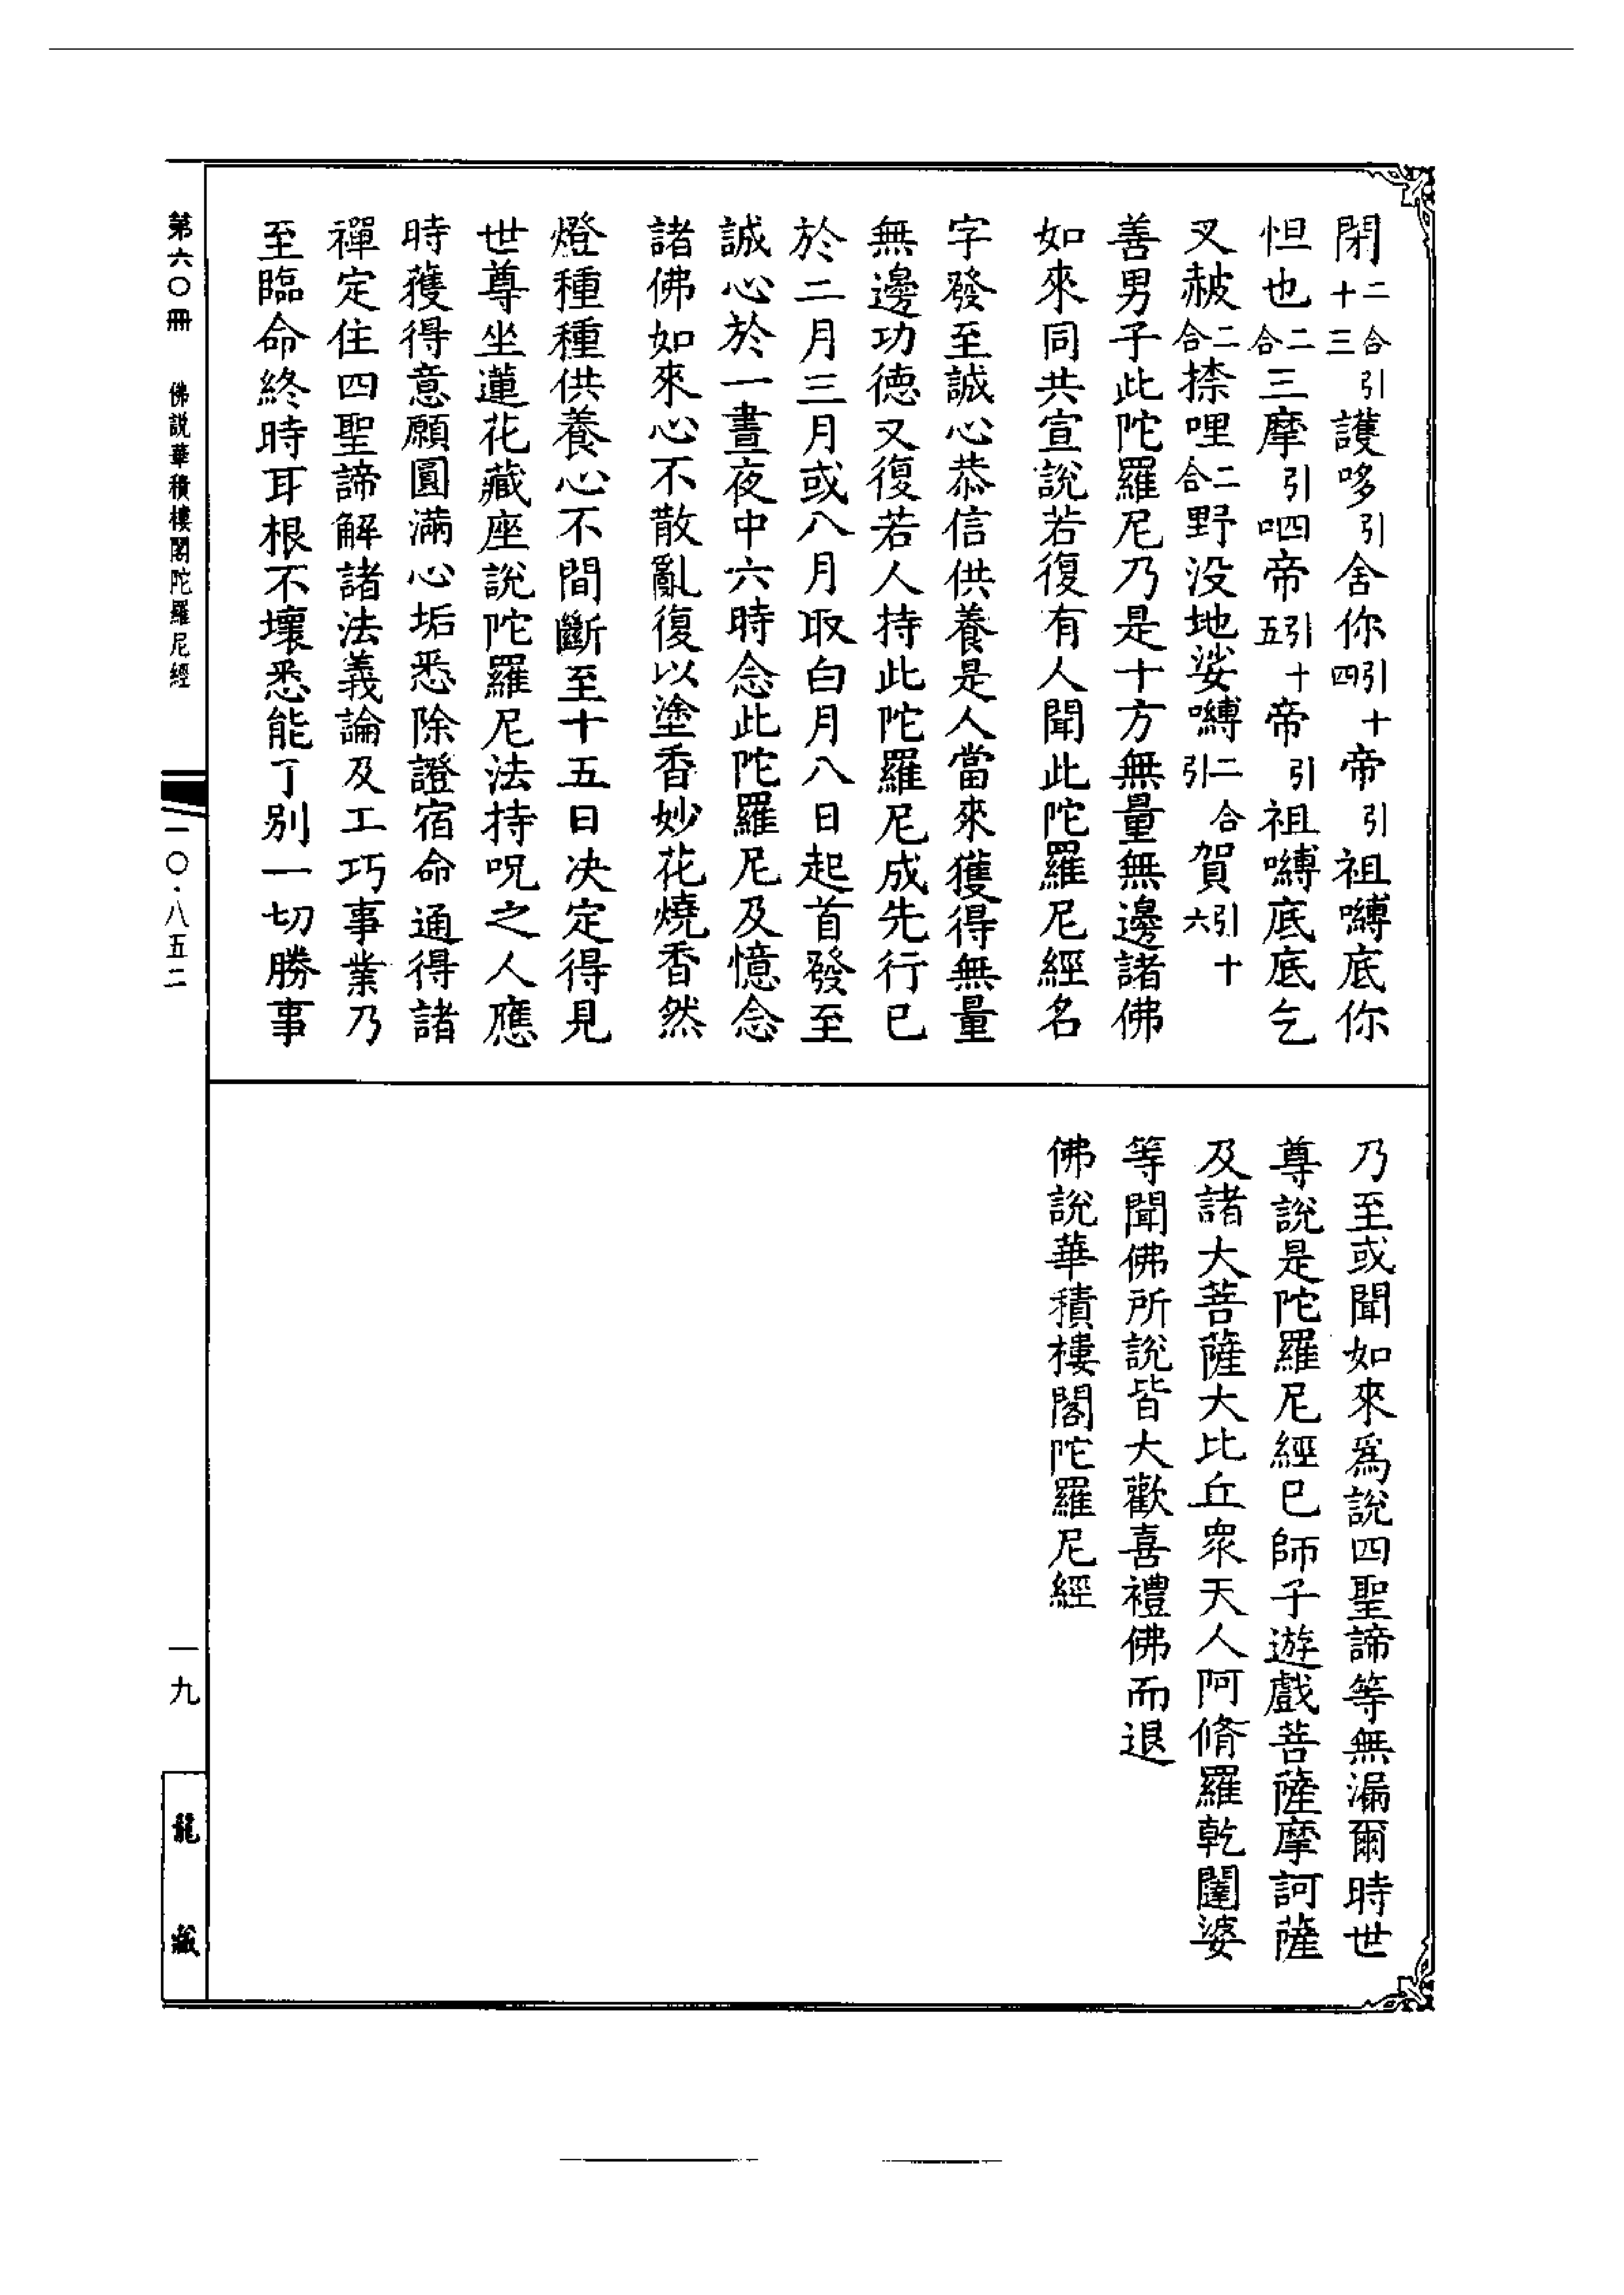 閉二合引十三護哆引舍你引十四帝引祖嚩底你
怛也二合三摩引呬帝引十五帝引祖嚩底底乞
叉赦二合㮈哩二合野没地娑嚩二合引賀引十六
善男子此陀羅尼乃是十方無量無邊諸佛
如來同共宣說若復有人聞此陀羅尼經名
字發至誠心恭信供養是人當來獲得無量
無邊功德又復若人持此陀羅尼成先行已
於二月三月或八月取白月八日起首發至
誠心於一晝夜中六時念此陀羅尼及憶念
諸佛如來心不散亂復以塗香妙花燒香然
燈種種供養心不間斷至十五日決定得見
世尊坐蓮花藏座說陀羅尼法持呪之人應
時獲得意願圓滿心垢悉除證宿命通得諸
禪定住四聖諦解諸法義論及工巧事業乃
至臨命終時耳根不壞悉能了別一切勝事
乃至或聞如來爲說四聖諦等無漏爾時世
尊說是陀羅尼經已師子遊戲菩薩摩訶薩
及諸大菩薩大比丘衆天人阿脩羅乾闥婆
等聞佛所說皆大歡喜禮佛而退
佛說華積樓閣陀羅尼經
第六〇冊 佛説華積樓閣陀羅尼經
一〇·八五二
一九
龍藏